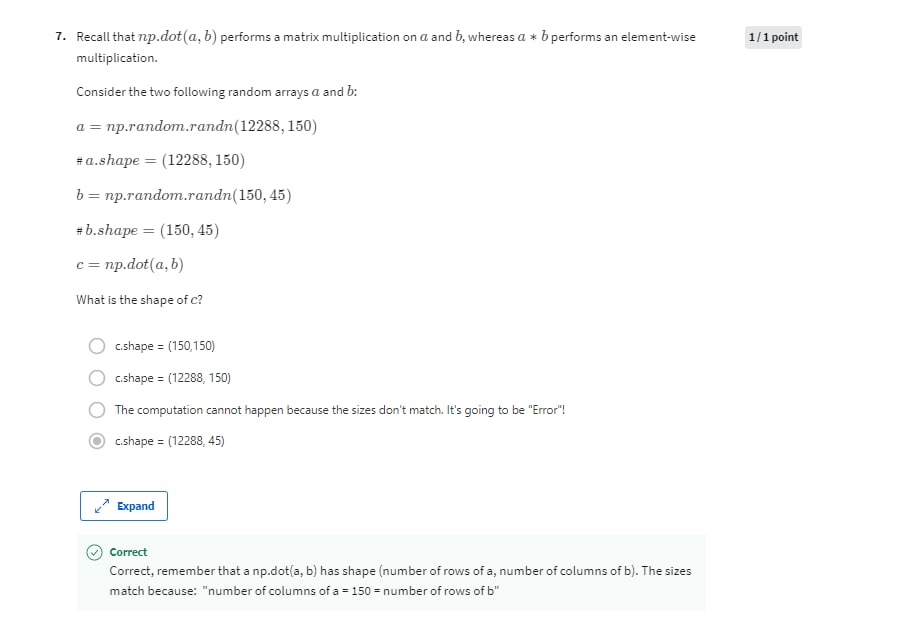 7. Recall that np.dot(a, b) performs a matrix multiplication on a and b, whereas a * b performs an element-wise
1 / 1 point
multiplication.
Consider the two following random arrays a and b:
a = np.random.randn(12288, 150)
# a.shape = (12288, 150)
b = np.random.randn(150, 45)
# b.shape = (150, 45)
c = np.dot(a, b)
What is the shape of c?
c.shape = (150,150)
c.shape = (12288, 150)
The computation cannot happen because the sizes don't match. It's going to be "Error"!
c.shape = (12288, 45)
Expand
Correct
Correct, remember that a np.dot(a, b) has shape (number of rows of a, number of columns of b). The sizes
match because: "number of columns of a = 150 = number of rows of b"